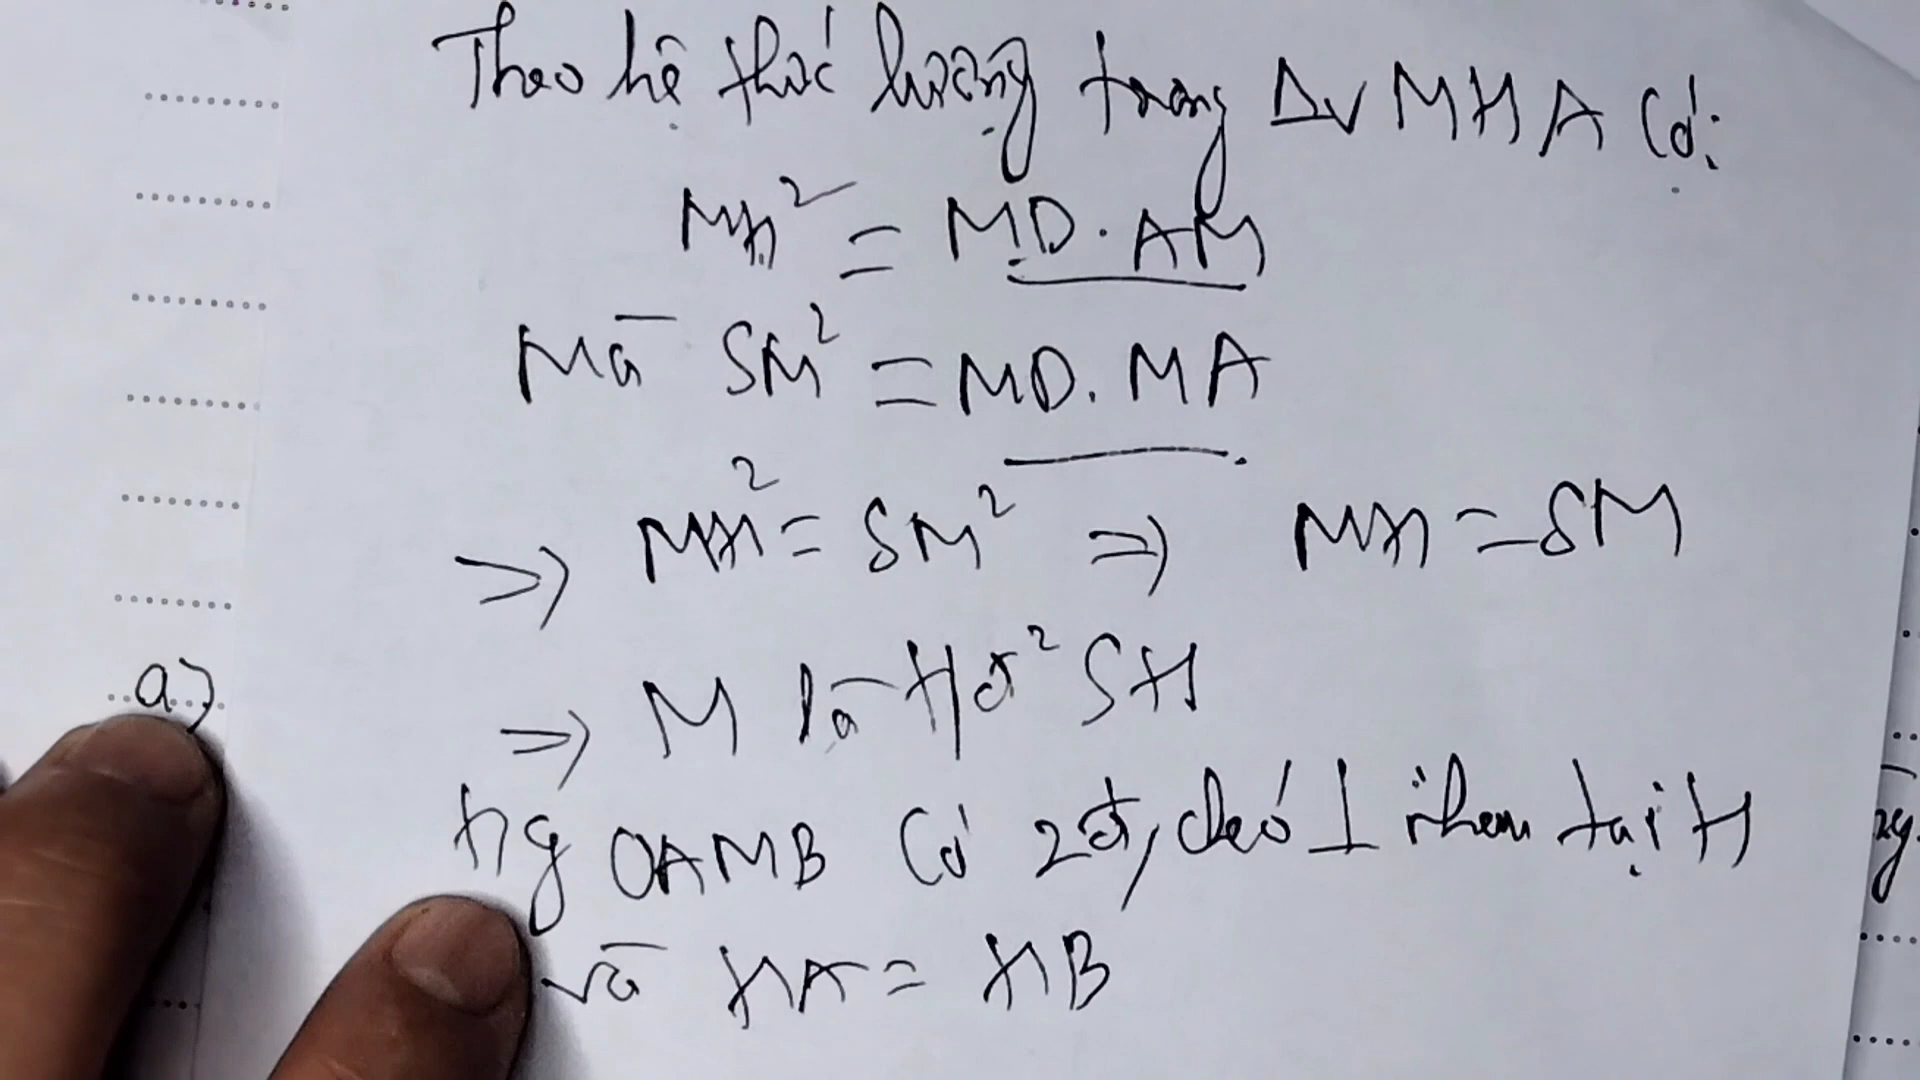 Theo hệ thức lượng trong ΔV MHA có:
MH² = MD.AM
Mà SM² = MD.MA
=> MH² = SM² => MH = SM
a)
=> M là t đ² SH
tg OAMB có 2 đ/chéo ⊥ nhau tại H
và HA = HB